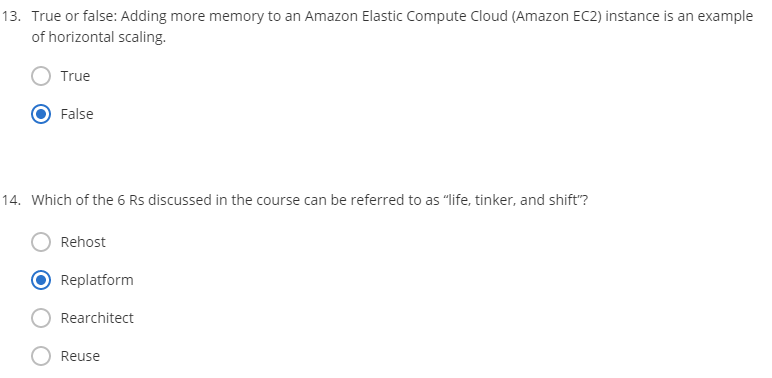 13. True or false: Adding more memory to an Amazon Elastic Compute Cloud (Amazon EC2) instance is an example
of horizontal scaling.
True
False
14. Which of the 6 Rs discussed in the course can be referred to as “life, tinker, and shift”?
Rehost
Replatform
Rearchitect
Reuse